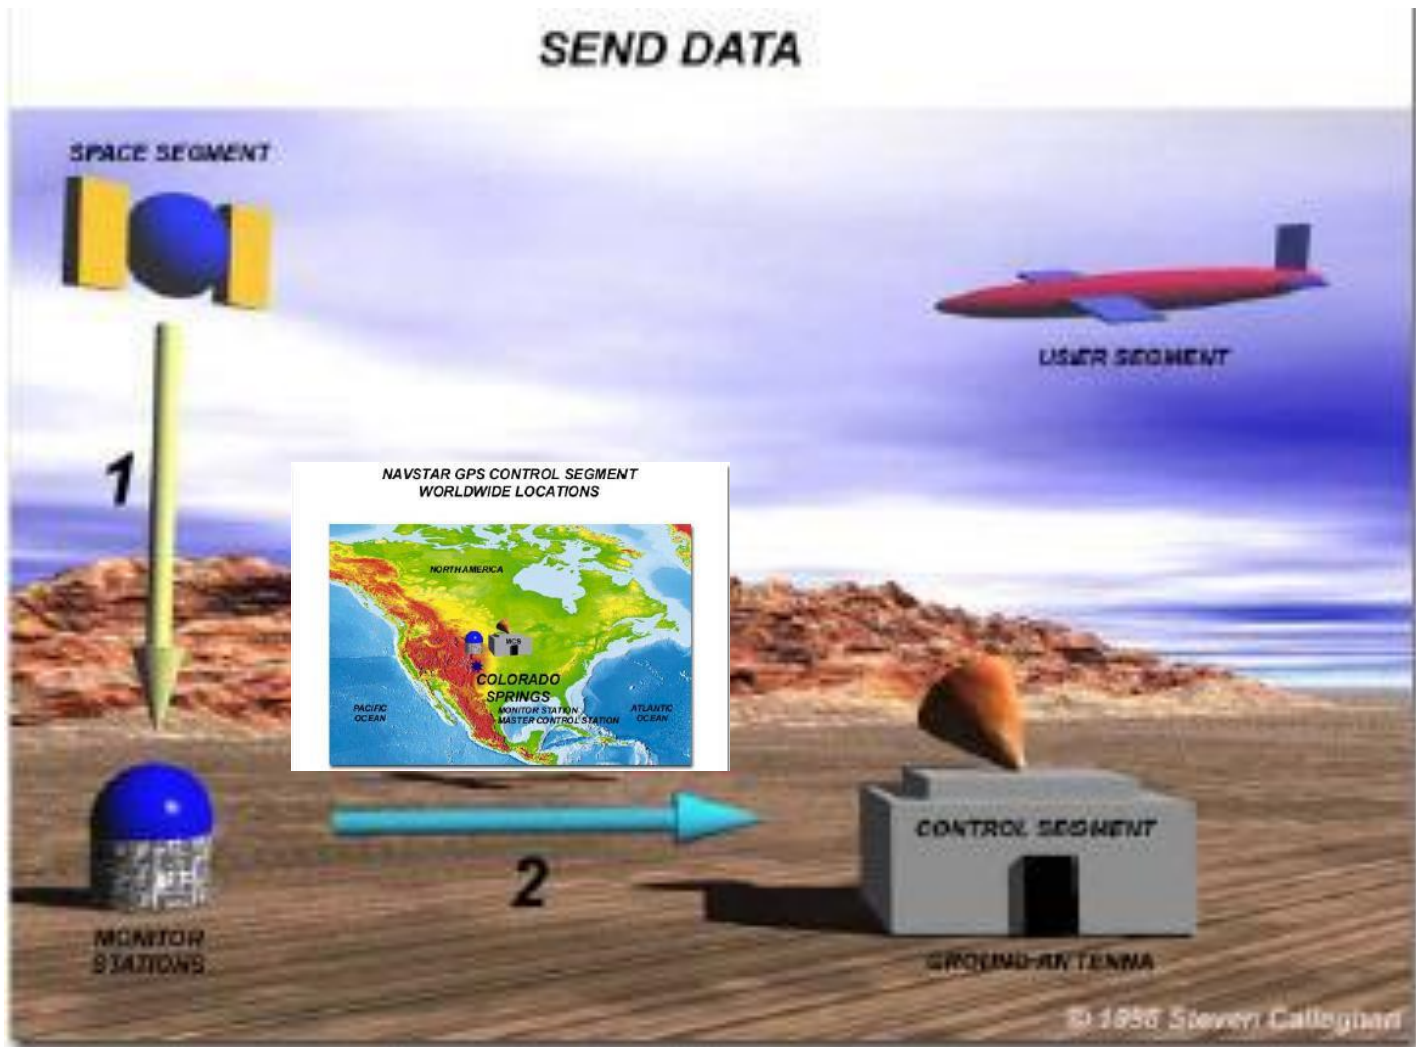 SEND DATA
SPACE SEGMENT
USER SEGMENT
1
NAVSTAR GPS CONTROL SEGMENT
WORLDWIDE LOCATIONS
NORTH AMERICA
MCS
COLORADO
SPRINGS
MONITOR STATION
MASTER CONTROL STATION
PACIFIC
OCEAN
ATLANTIC
OCEAN
CONTROL SEGMENT
2
MONITOR
STATIONS
GROUND ANTENNA
Steven Callaghan